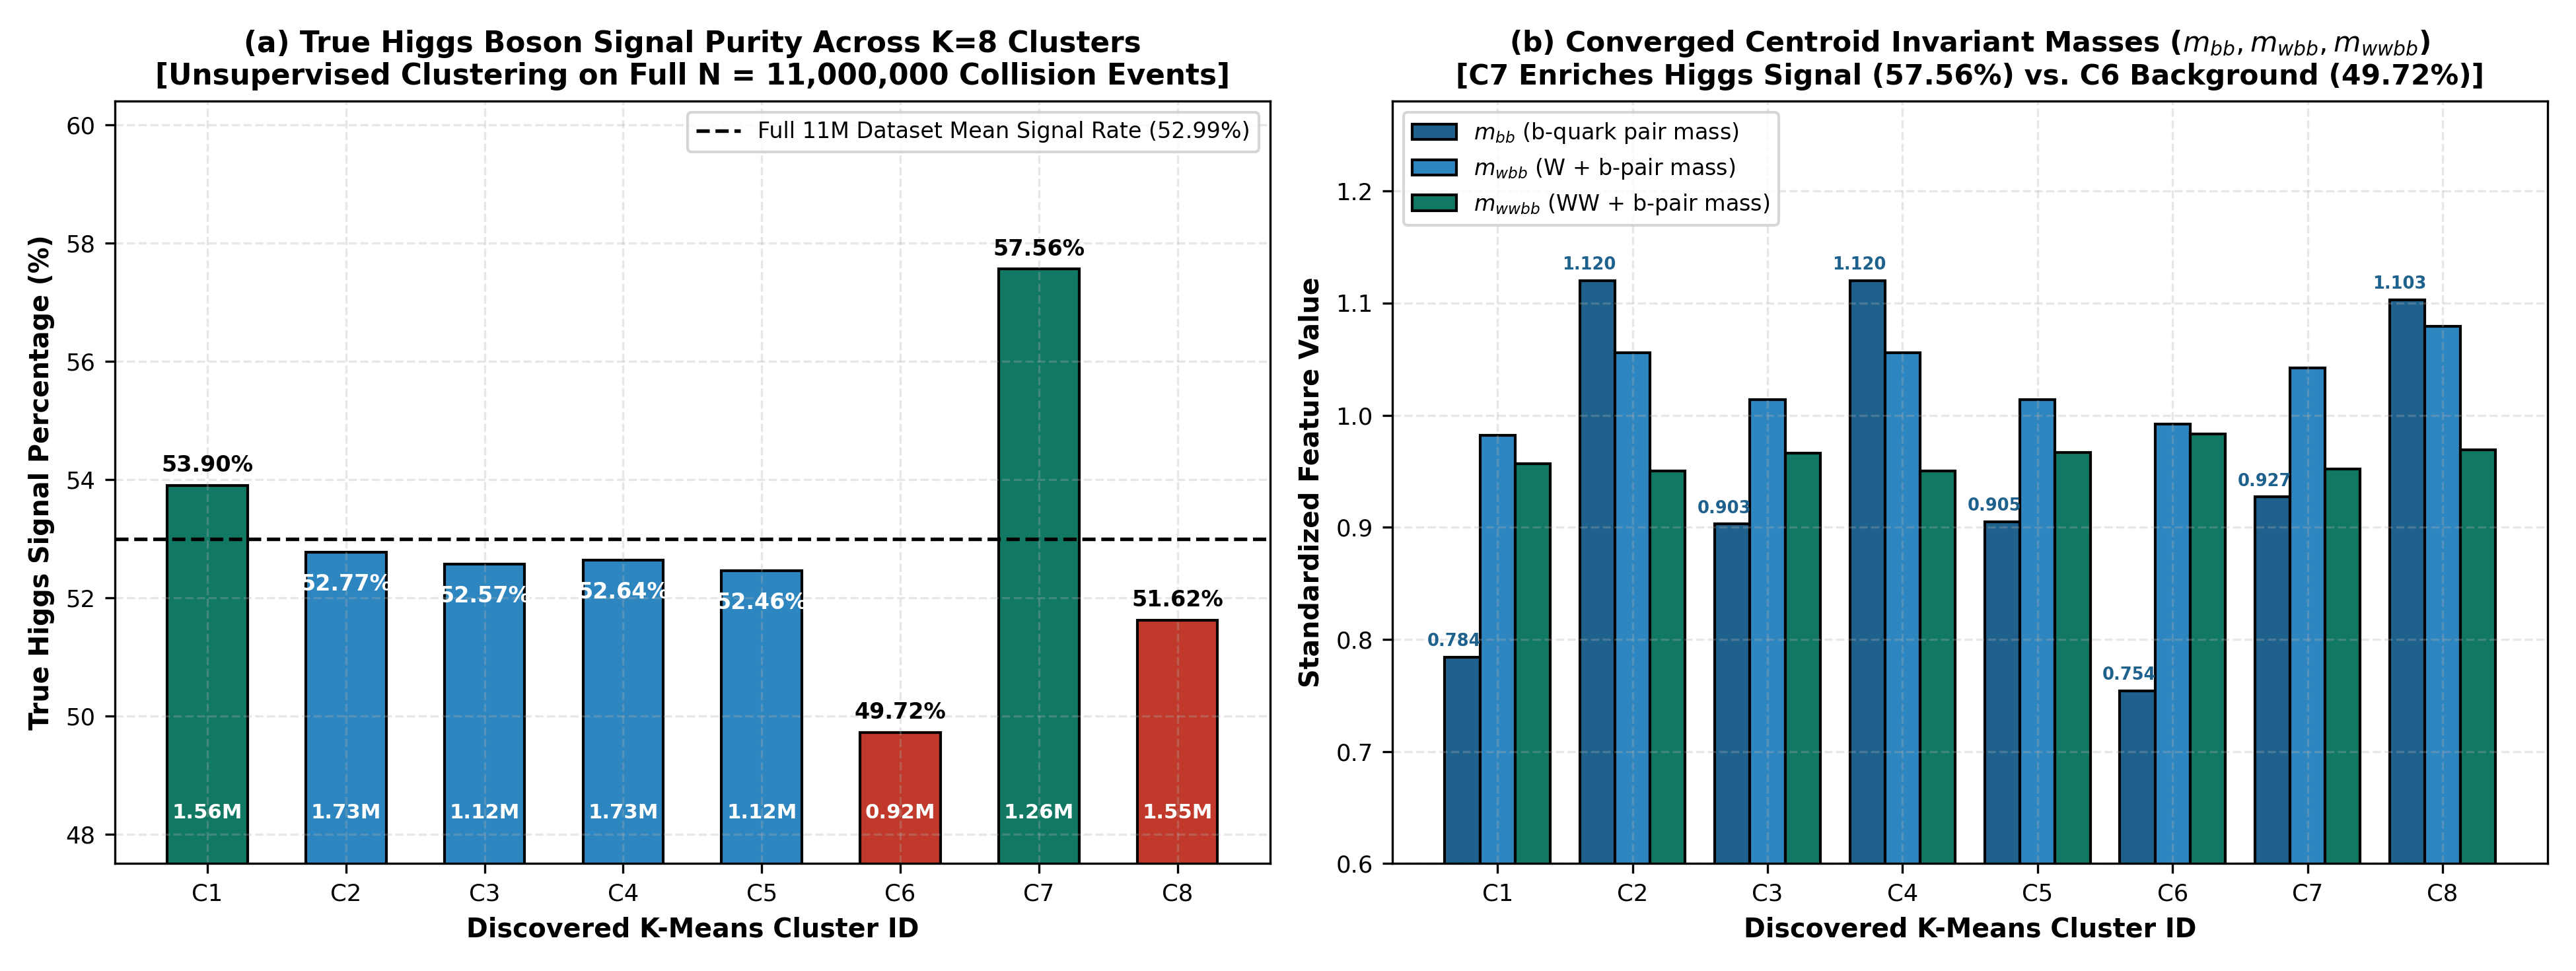 (a) True Higgs Boson Signal Purity Across K=8 Clusters
[Unsupervised Clustering on Full N = 11,000,000 Collision Events]
True Higgs Signal Percentage (%)
60
58
56
54
52
50
48
Full 11M Dataset Mean Signal Rate (52.99%)
53.90%
52.77%
52.57%
52.64%
52.46%
49.72%
57.56%
51.62%
1.56M
1.73M
1.12M
1.73M
1.12M
0.92M
1.26M
1.55M
C1
C2
C3
C4
C5
C6
C7
C8
Discovered K-Means Cluster ID
(b) Converged Centroid Invariant Masses (m_bb, m_wbb, m_wwbb)
[C7 Enriches Higgs Signal (57.56%) vs. C6 Background (49.72%)]
Standardized Feature Value
1.2
1.1
1.0
0.9
0.8
0.7
0.6
m_bb (b-quark pair mass)
m_wbb (W + b-pair mass)
m_wwbb (WW + b-pair mass)
0.784
1.120
0.903
1.120
0.905
0.754
0.927
1.103
C1
C2
C3
C4
C5
C6
C7
C8
Discovered K-Means Cluster ID